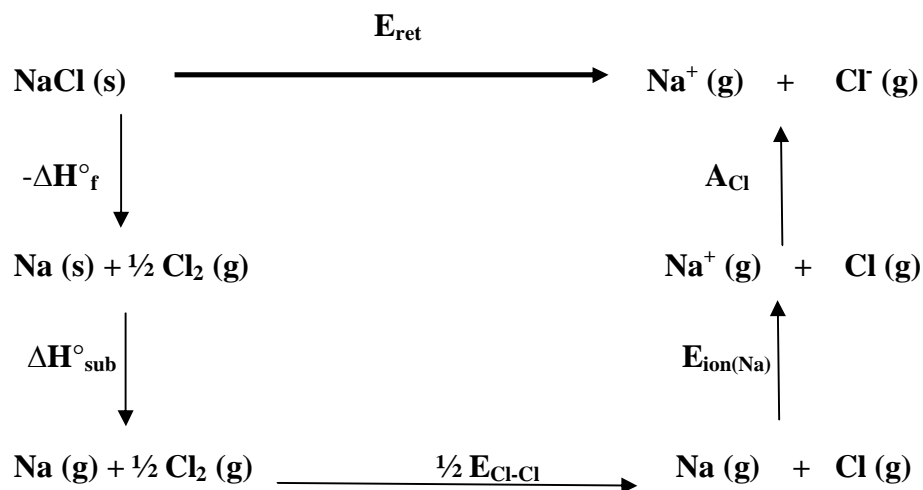 E_ret
NaCl (s) Na⁺ (g) + Cl⁻ (g)
-ΔH°_f A_Cl
Na (s) + ½ Cl₂ (g) Na⁺ (g) + Cl (g)
ΔH°_sub E_ion(Na)
Na (g) + ½ Cl₂ (g) ½ E_Cl-Cl Na (g) + Cl (g)